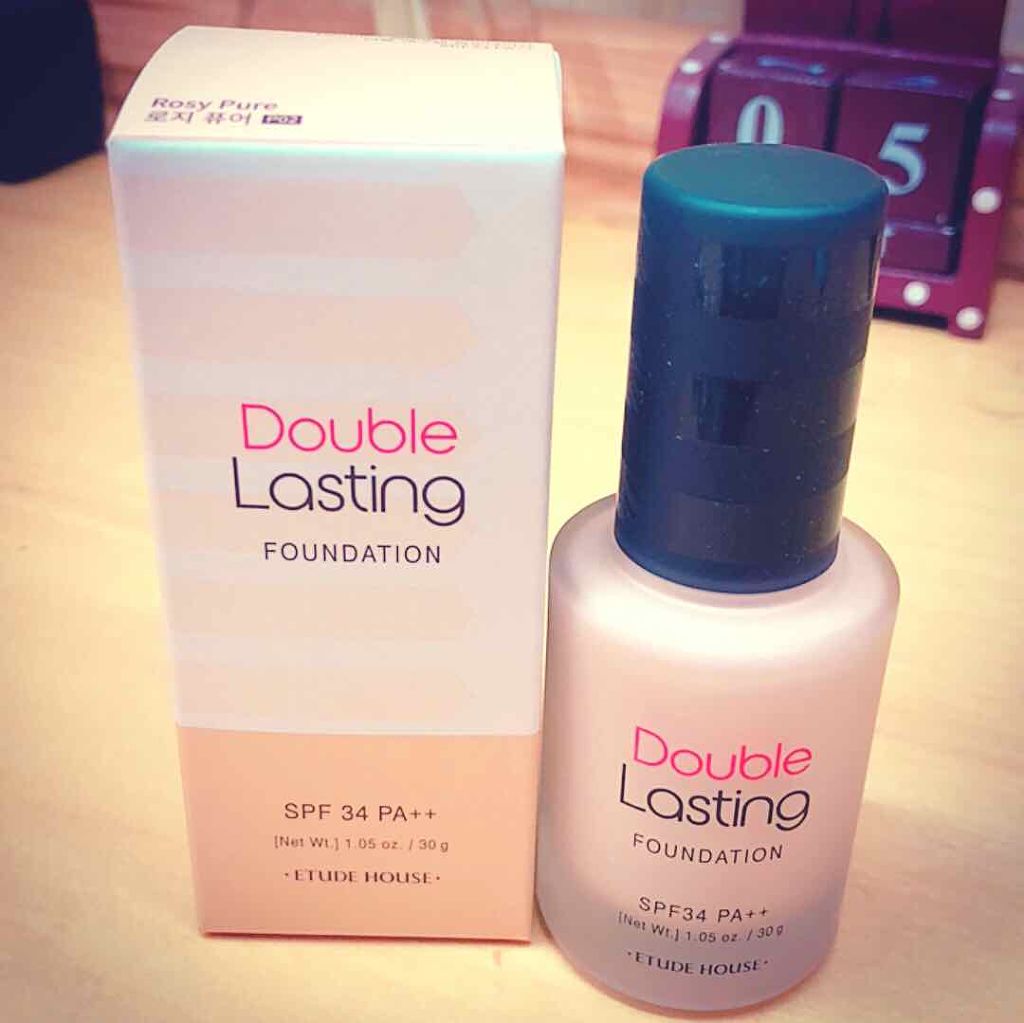 Rosy Pure
로지 퓨어 P02
Double
Lasting
FOUNDATION
SPF 34 PA++
[Net Wt.] 1.05 oz. / 30 g
·ETUDE HOUSE·
0 5
Double
Lasting
FOUNDATION
SPF34 PA++
[Net Wt.] 1.05 oz. / 30 g
·ETUDE HOUSE·